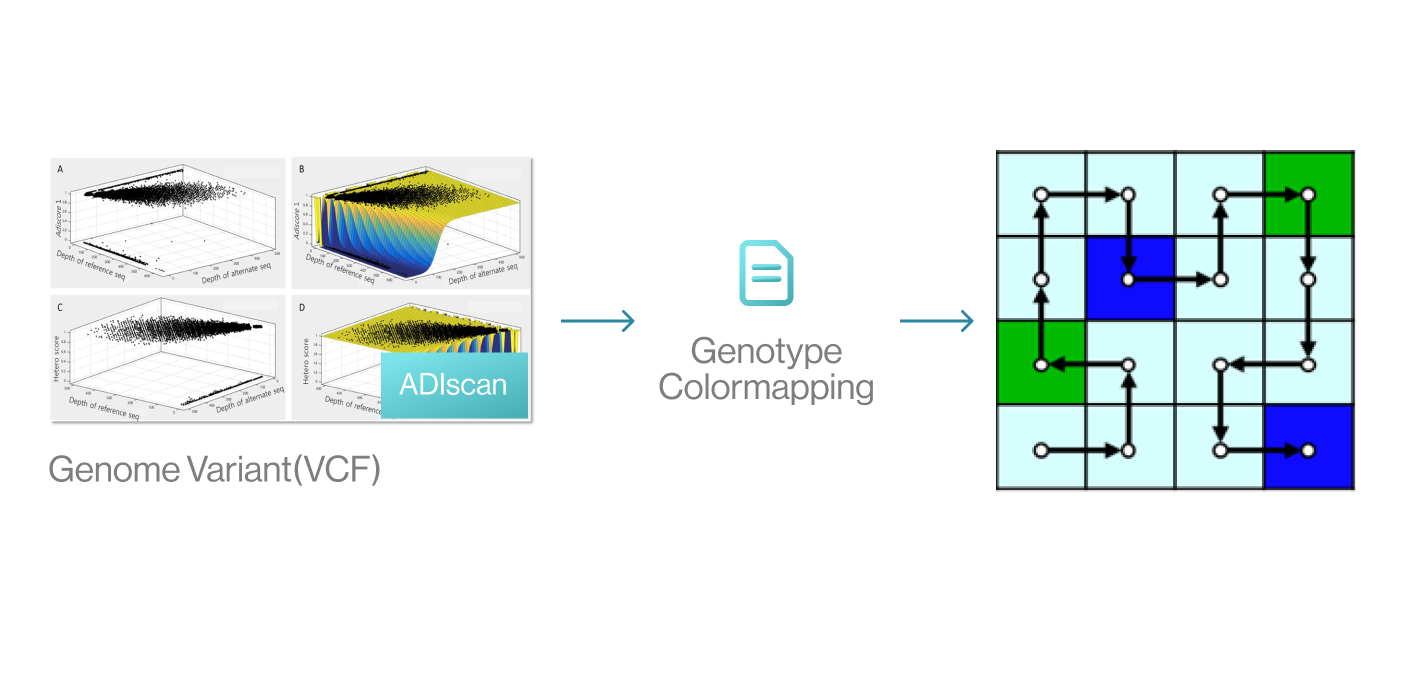 A
Adiscore 1
Depth of reference seq
Depth of alternate seq
B
Adiscore 1
Depth of reference seq
Depth of alternate seq
C
Hetero score
Depth of reference seq
Depth of alternate seq
D
Hetero score
Depth of referenc
ADIscan
Genome Variant(VCF)
Genotype
Colormapping